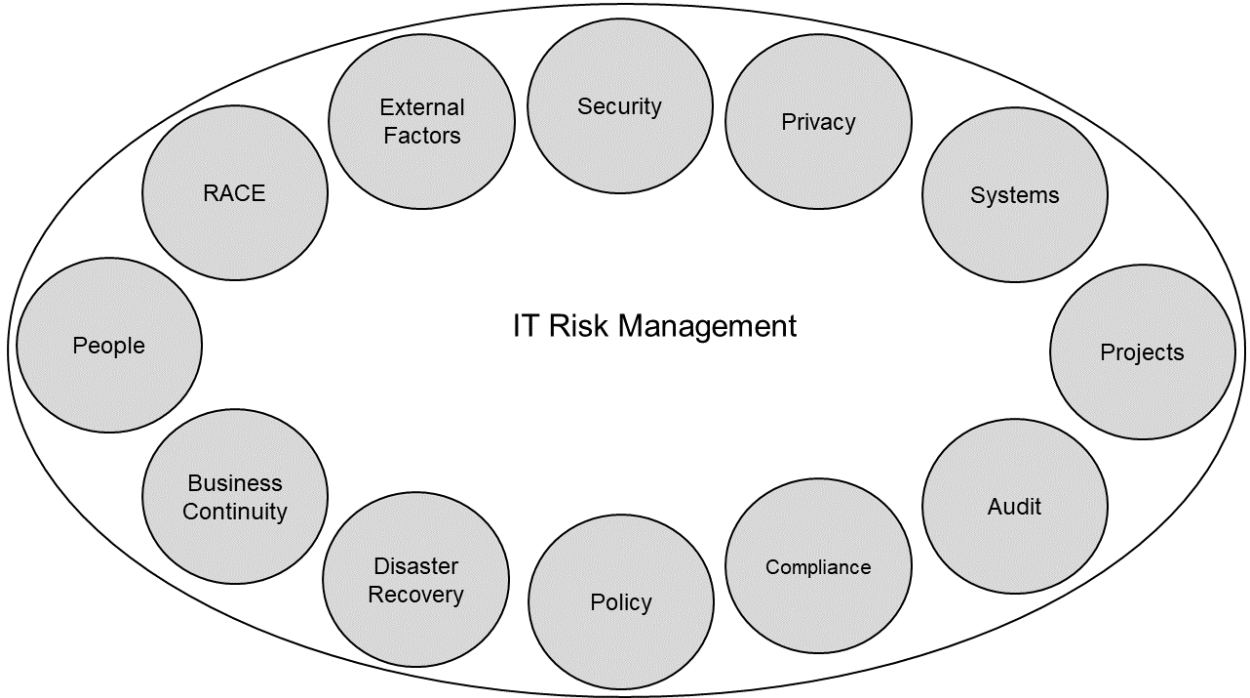 Security
External
Factors
Privacy
RACE
Systems
IT Risk Management
People
Projects
Business
Continuity
Audit
Disaster
Recovery
Compliance
Policy